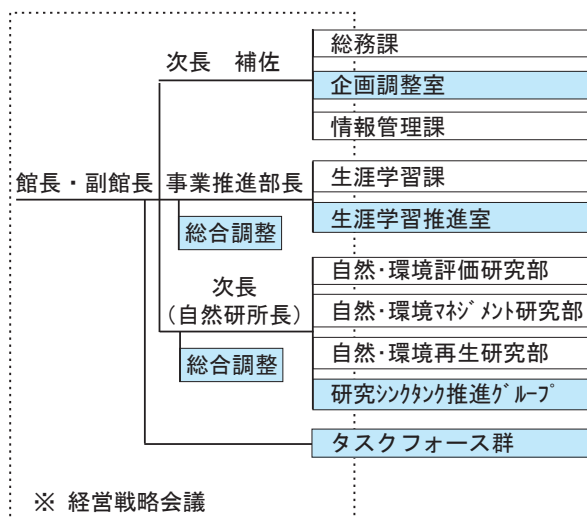 総務課
次長 補佐
企画調整室
情報管理課
館長・副館長 事業推進部長
生涯学習課
生涯学習推進室
総合調整
次長
(自然研所長)
自然・環境評価研究部
自然・環境ﾏﾈｼﾞﾒﾝﾄ研究部
自然・環境再生研究部
総合調整
研究ｼﾝｸﾀﾝｸ推進ｸﾞﾙｰﾌﾟ
タスクフォース群
※ 経営戦略会議